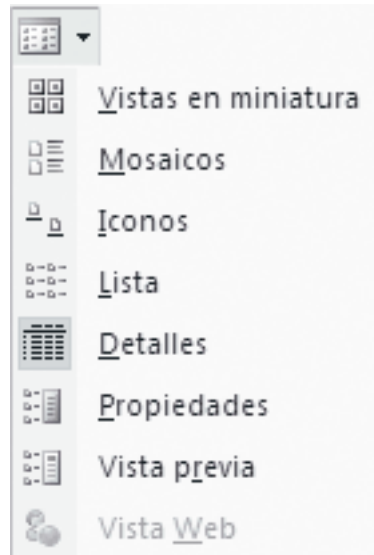 Vistas en miniatura
Mosaicos
Iconos
Lista
Detalles
Propiedades
Vista previa
Vista Web